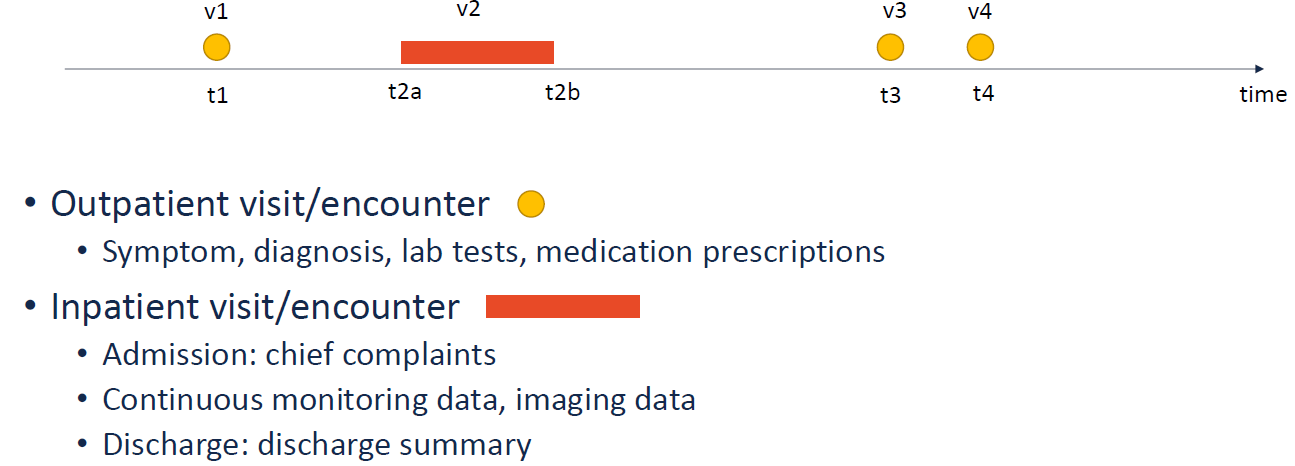 v1 v2 v3 v4
t1 t2a t2b t3 t4 time
• Outpatient visit/encounter
• Symptom, diagnosis, lab tests, medication prescriptions
• Inpatient visit/encounter
• Admission: chief complaints
• Continuous monitoring data, imaging data
• Discharge: discharge summary